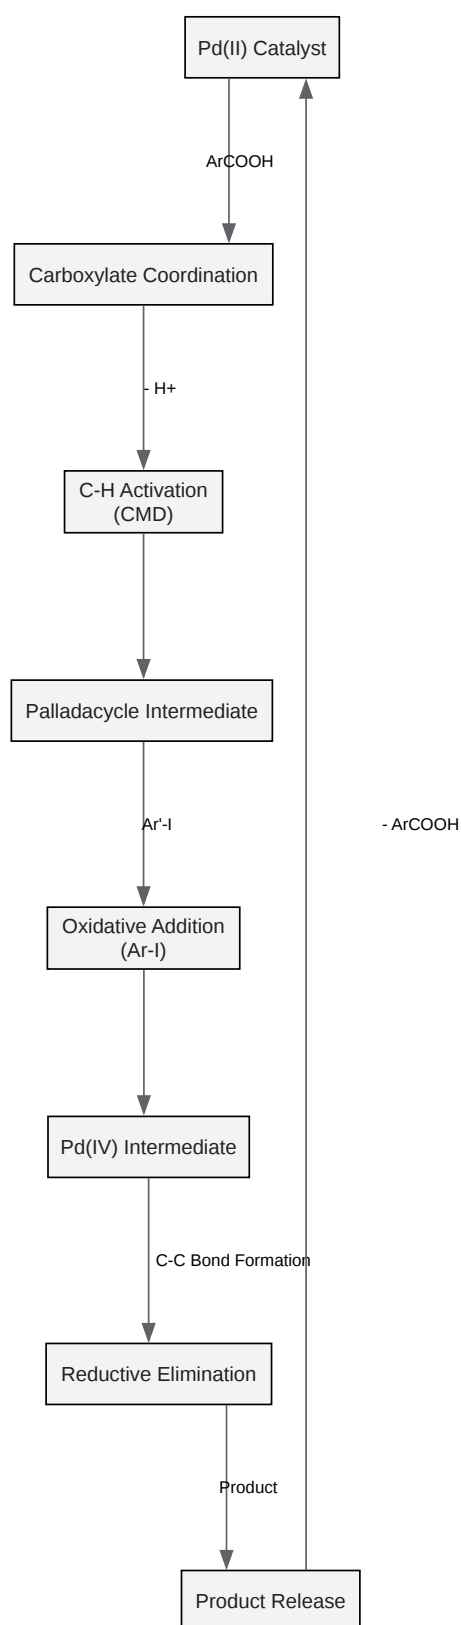 Pd(II) Catalyst
ArCOOH
Carboxylate Coordination
- H+
C-H Activation
(CMD)
Palladacycle Intermediate
Ar'-I
- ArCOOH
Oxidative Addition
(Ar-I)
Pd(IV) Intermediate
C-C Bond Formation
Reductive Elimination
Product
Product Release